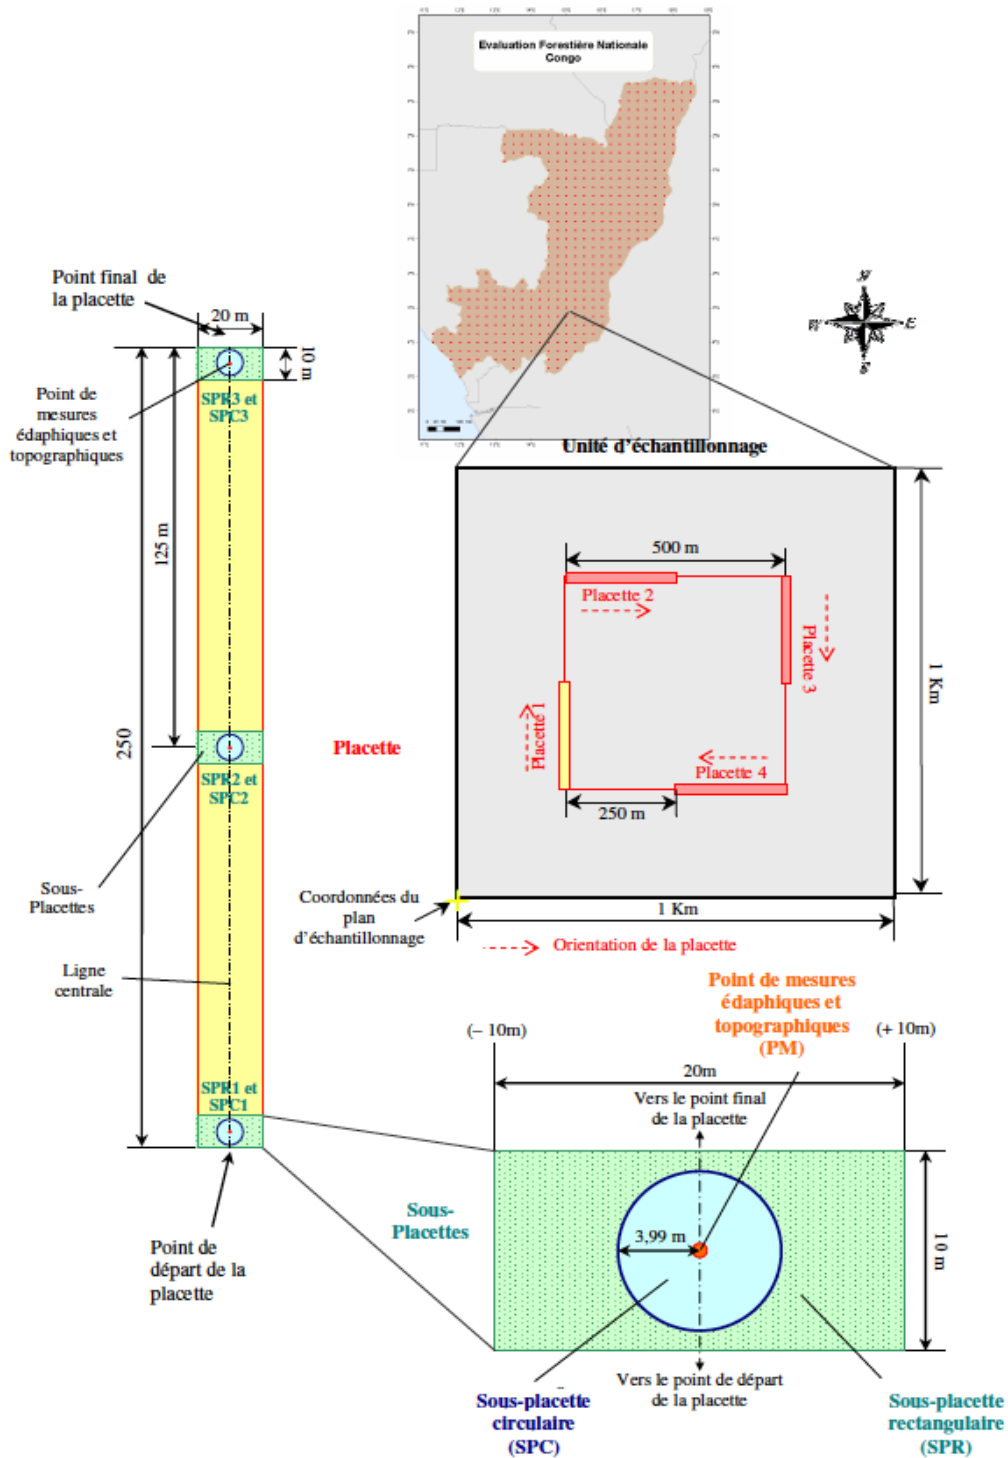 Evaluation Forestière Nationale
Congo
Point final de
la placette
20 m
10 m
Point de
mesures
édaphiques et
topographiques
SPR3 et
SPC3
125 m
250
SPR2 et
SPC2
Sous-
Placettes
Ligne
centrale
SPR1 et
SPC1
Point de
départ de la
placette
N
W
E
S
Unité d'échantillonnage
500 m
Placette 2
Placette 3
Placette 1
Placette 4
250 m
1 Km
Placette
Coordonnées du
plan
d'échantillonnage
1 Km
Orientation de la placette
Point de mesures
édaphiques et
topographiques
(PM)
(– 10m)
(+ 10m)
20m
Vers le point final
de la placette
Sous-
Placettes
3,99 m
10 m
Vers le point de départ
de la placette
Sous-placette
circulaire
(SPC)
Sous-placette
rectangulaire
(SPR)